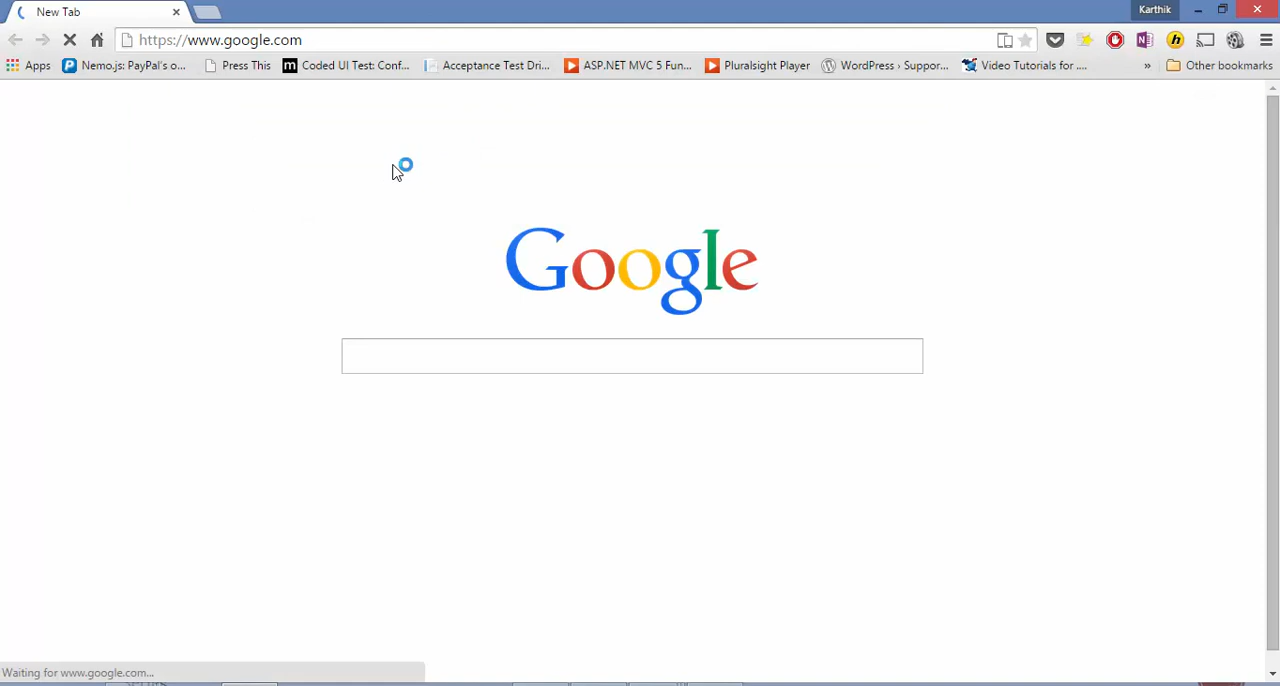 New Tab
Karthik
https://www.google.com
Apps
Nemo.js: PayPal's o...
Press This
Coded UI Test: Conf...
Acceptance Test Dri...
ASP.NET MVC 5 Fun...
Pluralsight Player
WordPress › Suppor...
Video Tutorials for ....
»
Other bookmarks
Google
Waiting for www.google.com...